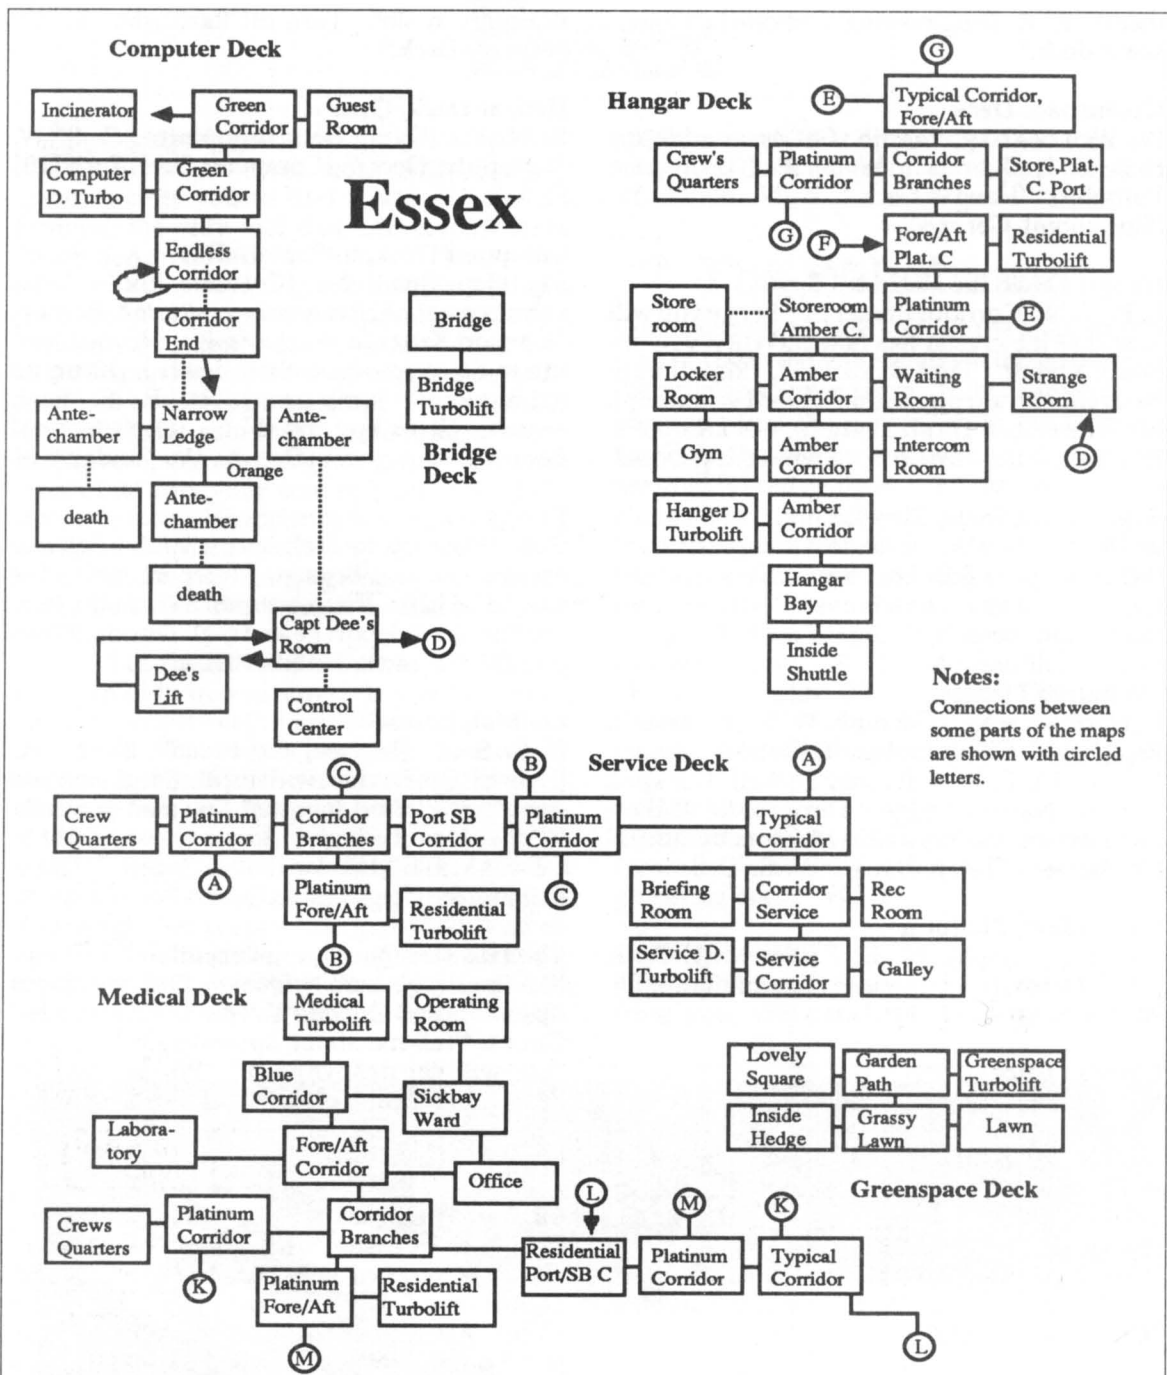 Computer Deck
Incinerator
Green
Corridor
Guest
Room
Computer
D. Turbo
Green
Corridor
Essex
Endless
Corridor
Corridor
End
Ante-
chamber
Narrow
Ledge
Ante-
chamber
Orange
death
Ante-
chamber
death
Capt Dee's
Room
D
Dee's
Lift
Control
Center
Bridge
Bridge
Turbolift
Bridge
Deck
Hangar Deck
G
E
Typical Corridor,
Fore/Aft
Crew's
Quarters
Platinum
Corridor
Corridor
Branches
Store,Plat.
C. Port
G
F
Fore/Aft
Plat. C
Residential
Turbolift
Store
room
Storeroom
Amber C.
Platinum
Corridor
E
Locker
Room
Amber
Corridor
Waiting
Room
Strange
Room
Gym
Amber
Corridor
Intercom
Room
D
Hanger D
Turbolift
Amber
Corridor
Hangar
Bay
Inside
Shuttle
Notes:
Connections between
some parts of the maps
are shown with circled
letters.
Service Deck
C
B
A
Crew
Quarters
Platinum
Corridor
Corridor
Branches
Port SB
Corridor
Platinum
Corridor
Typical
Corridor
A
C
Platinum
Fore/Aft
Residential
Turbolift
B
Briefing
Room
Corridor
Service
Rec
Room
Service D.
Turbolift
Service
Corridor
Galley
Medical Deck
Medical
Turbolift
Operating
Room
Blue
Corridor
Sickbay
Ward
Labora-
tory
Fore/Aft
Corridor
Office
Crews
Quarters
Platinum
Corridor
Corridor
Branches
L
M
K
Residential
Port/SB C
Platinum
Corridor
Typical
Corridor
K
Platinum
Fore/Aft
Residential
Turbolift
M
L
Lovely
Square
Garden
Path
Greenspace
Turbolift
Inside
Hedge
Grassy
Lawn
Lawn
Greenspace Deck